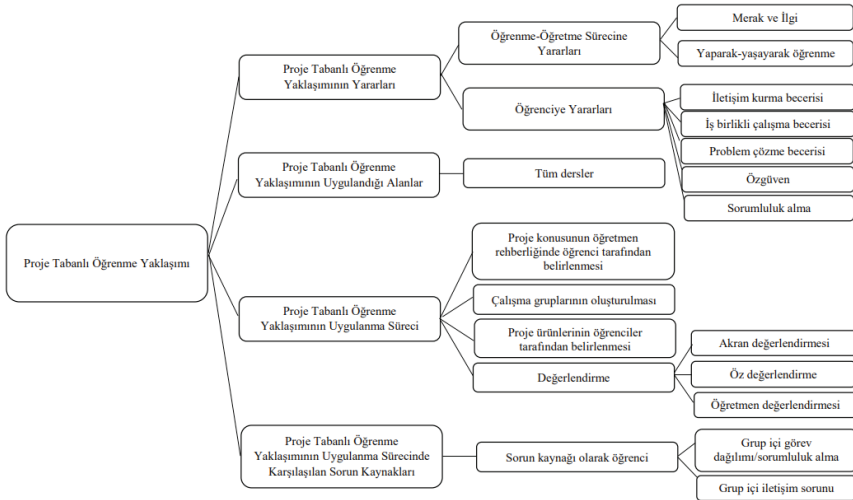 Merak ve İlgi
Öğrenme-Öğretme Sürecine
Yararları
Yaparak-yaşayarak öğrenme
Proje Tabanlı Öğrenme
Yaklaşımının Yararları
İletişim kurma becerisi
Öğrenciye Yararları
İş birlikli çalışma becerisi
Problem çözme becerisi
Özgüven
Sorumluluk alma
Proje Tabanlı Öğrenme
Yaklaşımının Uygulandığı Alanlar
Tüm dersler
Proje Tabanlı Öğrenme Yaklaşımı
Proje konusunun öğretmen
rehberliğinde öğrenci tarafından
belirlenmesi
Proje Tabanlı Öğrenme
Yaklaşımının Uygulanma Süreci
Çalışma gruplarının oluşturulması
Proje ürünlerinin öğrenciler
tarafından belirlenmesi
Değerlendirme
Akran değerlendirmesi
Öz değerlendirme
Öğretmen değerlendirmesi
Proje Tabanlı Öğrenme
Yaklaşımının Uygulanma Sürecinde
Karşılaşılan Sorun Kaynakları
Sorun kaynağı olarak öğrenci
Grup içi görev
dağılımı/sorumluluk alma
Grup içi iletişim sorunu